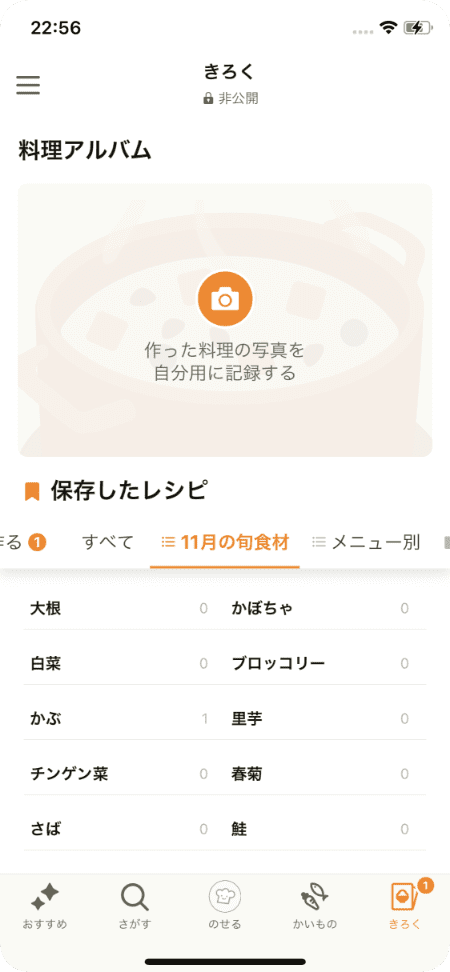 22:56
きろく
非公開
料理アルバム
作った料理の写真を
自分用に記録する
保存したレシピ
る 1 すべて 11月の旬食材 メニュー別
大根 0 かぼちゃ 0
白菜 0 ブロッコリー 0
かぶ 1 里芋 0
チンゲン菜 0 春菊 0
さば 0 鮭 0
1
おすすめ さがす のせる かいもの きろく